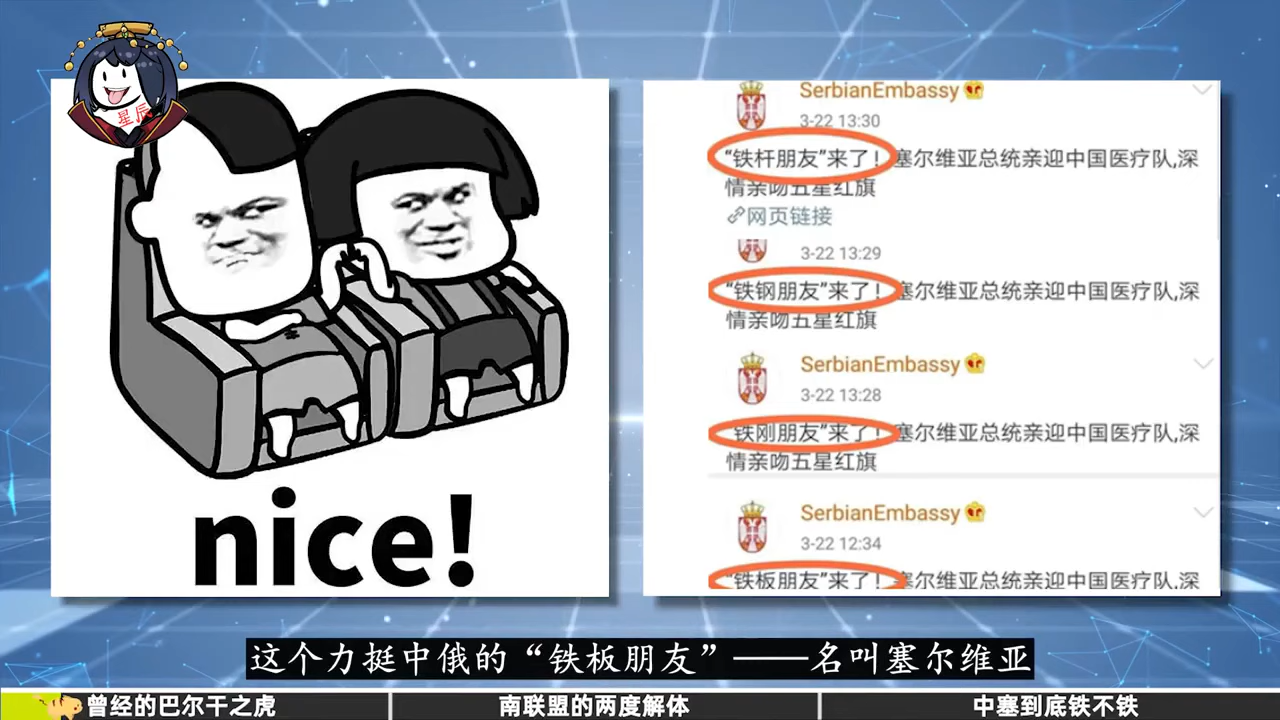 星辰
nice!
SerbianEmbassy
3-22 13:30
“铁杆朋友”来了!塞尔维亚总统亲迎中国医疗队,深
情亲吻五星红旗
网页链接
3-22 13:29
“铁钢朋友”来了!塞尔维亚总统亲迎中国医疗队,深
情亲吻五星红旗
SerbianEmbassy
3-22 13:28
铁刚朋友”来了!塞尔维亚总统亲迎中国医疗队,深
情亲吻五星红旗
SerbianEmbassy
3-22 12:34
“铁板朋友”来了!塞尔维亚总统亲迎中国医疗队,深
这个力挺中俄的“铁板朋友”——名叫塞尔维亚
曾经的巴尔干之虎
南联盟的两度解体
中塞到底铁不铁